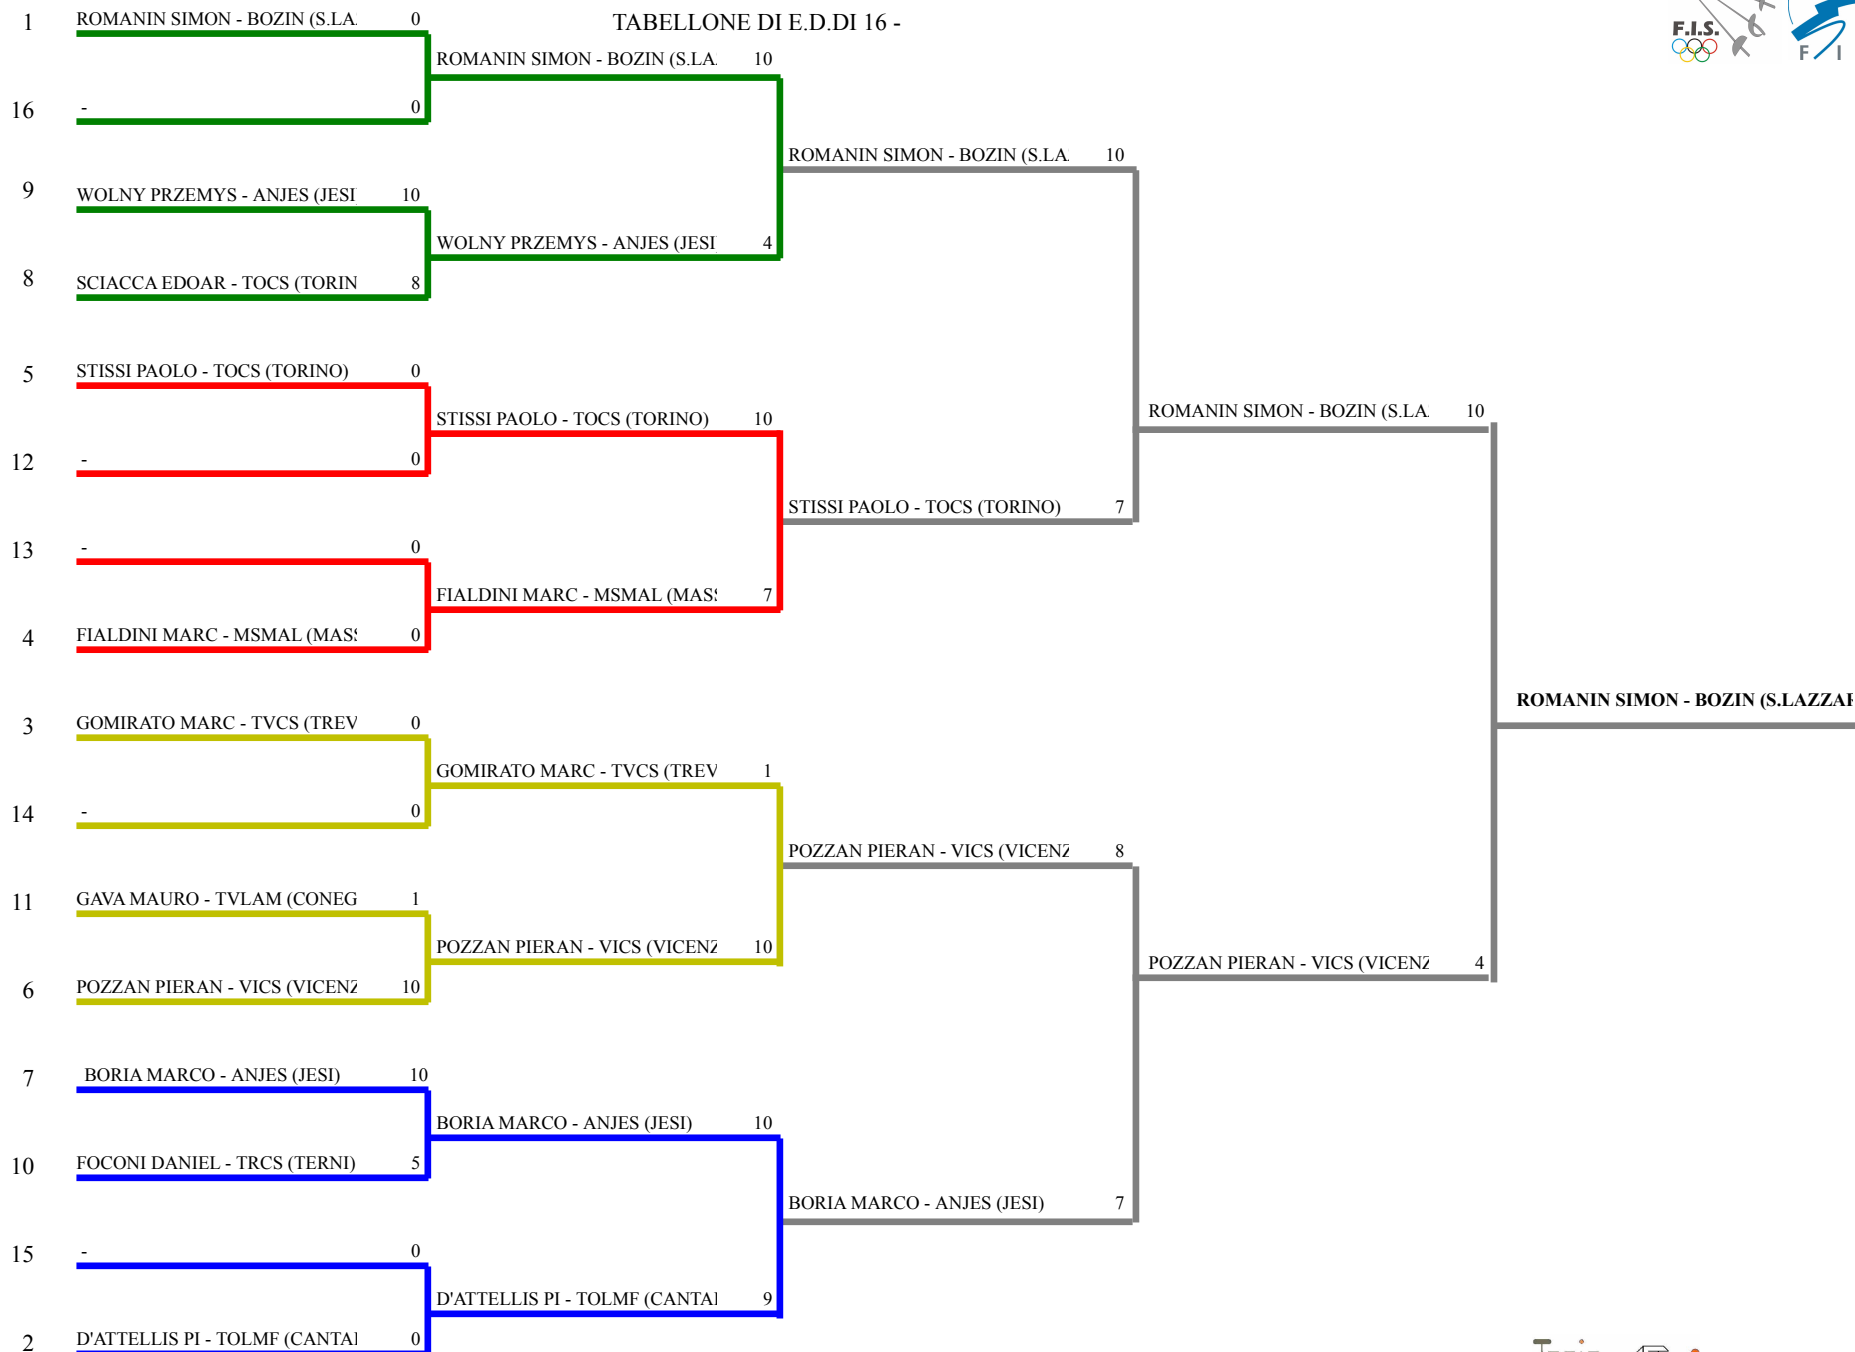 TABELLONE DI E.D.DI 16 -
F.I.S.
F I
1 ROMANIN SIMON - BOZIN (S.LA. 0
ROMANIN SIMON - BOZIN (S.LA. 10
16 - 0
ROMANIN SIMON - BOZIN (S.LA. 10
9 WOLNY PRZEMYS - ANJES (JESI 10
WOLNY PRZEMYS - ANJES (JESI 4
8 SCIACCA EDOAR - TOCS (TORIN 8
5 STISSI PAOLO - TOCS (TORINO) 0
ROMANIN SIMON - BOZIN (S.LA. 10
STISSI PAOLO - TOCS (TORINO) 10
12 - 0
STISSI PAOLO - TOCS (TORINO) 7
13 - 0
FIALDINI MARC - MSMAL (MAS 7
4 FIALDINI MARC - MSMAL (MAS 0
ROMANIN SIMON - BOZIN (S.LAZZAR
3 GOMIRATO MARC - TVCS (TREV 0
GOMIRATO MARC - TVCS (TREV 1
14 - 0
POZZAN PIERAN - VICS (VICENZ 8
11 GAVA MAURO - TVLAM (CONEG 1
POZZAN PIERAN - VICS (VICENZ 10
POZZAN PIERAN - VICS (VICENZ 4
6 POZZAN PIERAN - VICS (VICENZ 10
7 BORIA MARCO - ANJES (JESI) 10
BORIA MARCO - ANJES (JESI) 10
10 FOCONI DANIEL - TRCS (TERNI) 5
BORIA MARCO - ANJES (JESI) 7
15 - 0
D'ATTELLIS PI - TOLMF (CANTA 9
2 D'ATTELLIS PI - TOLMF (CANTA 0